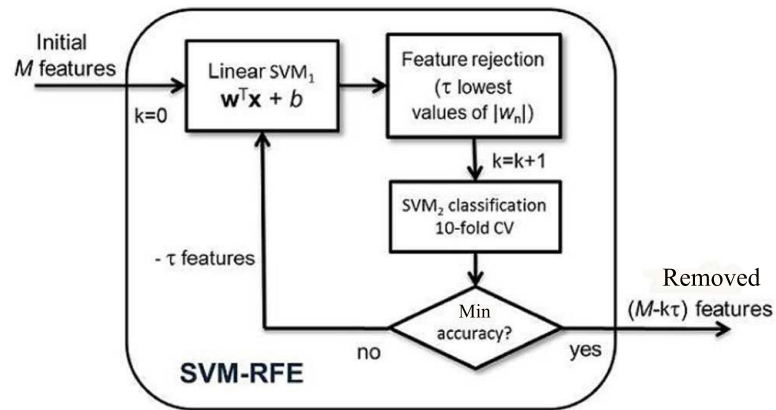 Initial
M features
k=0
Linear SVM₁
wᵀx + b
Feature rejection
(τ lowest
values of |wₙ|)
k=k+1
SVM₂ classification
10-fold CV
- τ features
Min
accuracy?
no
yes
Removed
(M-kτ) features
SVM-RFE